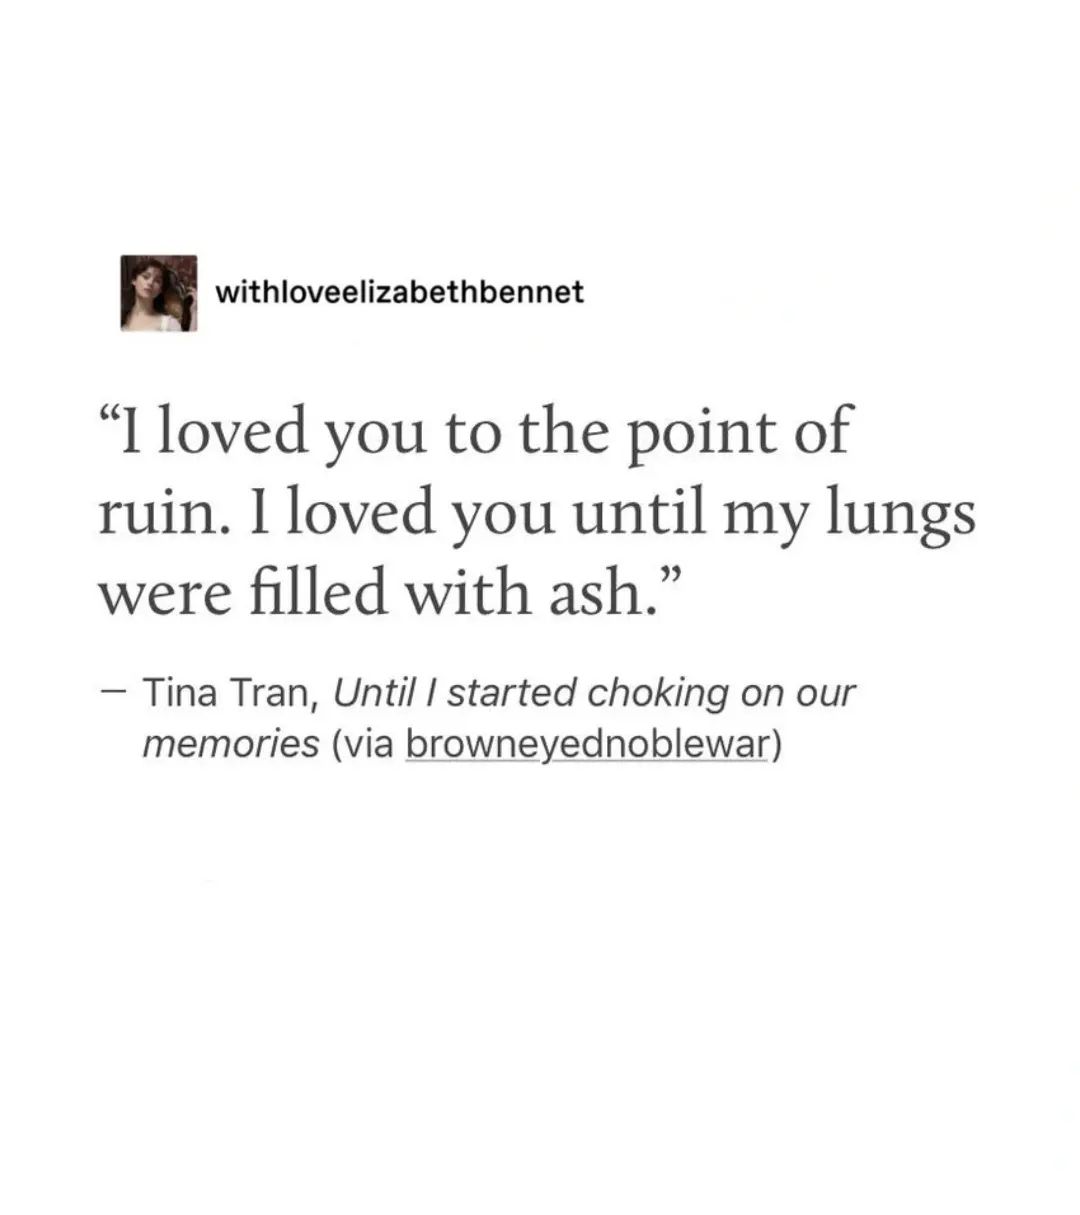 withloveelizabethbennet
“I loved you to the point of
ruin. I loved you until my lungs
were filled with ash.”
— Tina Tran, Until I started choking on our
memories (via browneyednoblewar)